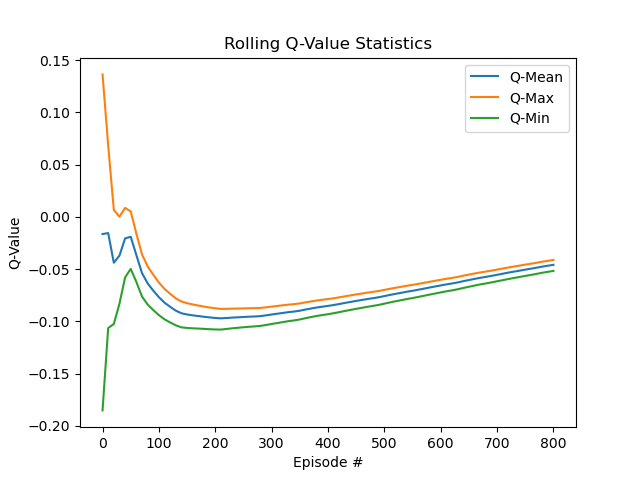 Rolling Q-Value Statistics
0.15
0.10
0.05
0.00
−0.05
−0.10
−0.15
−0.20
Q-Value
Q-Mean
Q-Max
Q-Min
0 100 200 300 400 500 600 700 800
Episode #